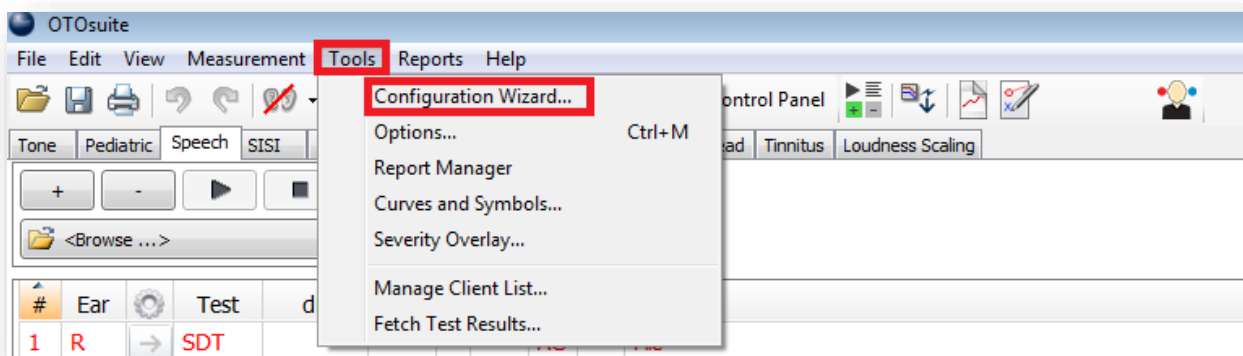 OTOsuite
File Edit View Measurement Tools Reports Help
Configuration Wizard...
ontrol Panel
Options... Ctrl+M
Tone Pediatric Speech SISI ead Tinnitus Loudness Scaling
Report Manager
+ -
Curves and Symbols...
<Browse ...>
Severity Overlay...
Manage Client List...
# Ear Test d
Fetch Test Results...
1 R SDT